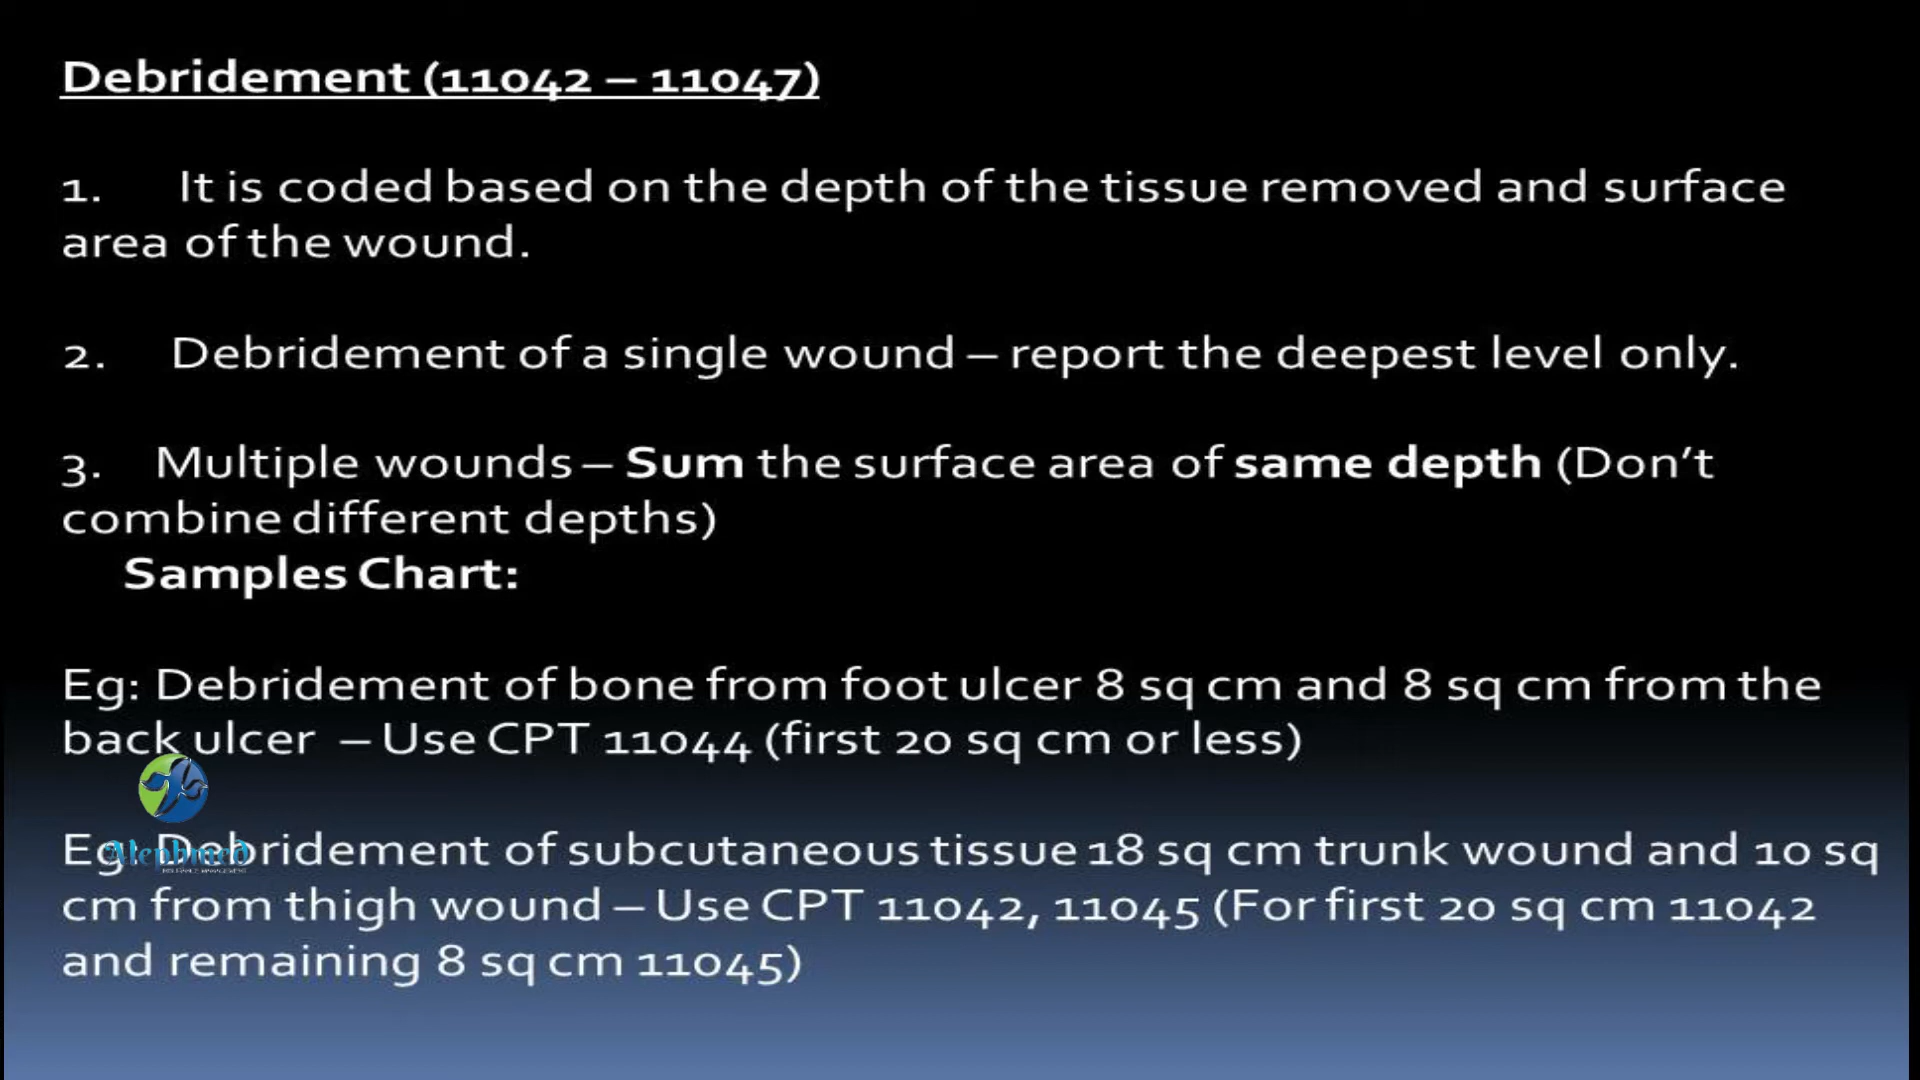 Debridement (11042 – 11047)
1. It is coded based on the depth of the tissue removed and surface
area of the wound.
2. Debridement of a single wound – report the deepest level only.
3. Multiple wounds – Sum the surface area of same depth (Don't
combine different depths)
Samples Chart:
Eg: Debridement of bone from foot ulcer 8 sq cm and 8 sq cm from the
back ulcer – Use CPT 11044 (first 20 sq cm or less)
Eg: Debridement of subcutaneous tissue 18 sq cm trunk wound and 10 sq
Alephmed
cm from thigh wound – Use CPT 11042, 11045 (For first 20 sq cm 11042
and remaining 8 sq cm 11045)